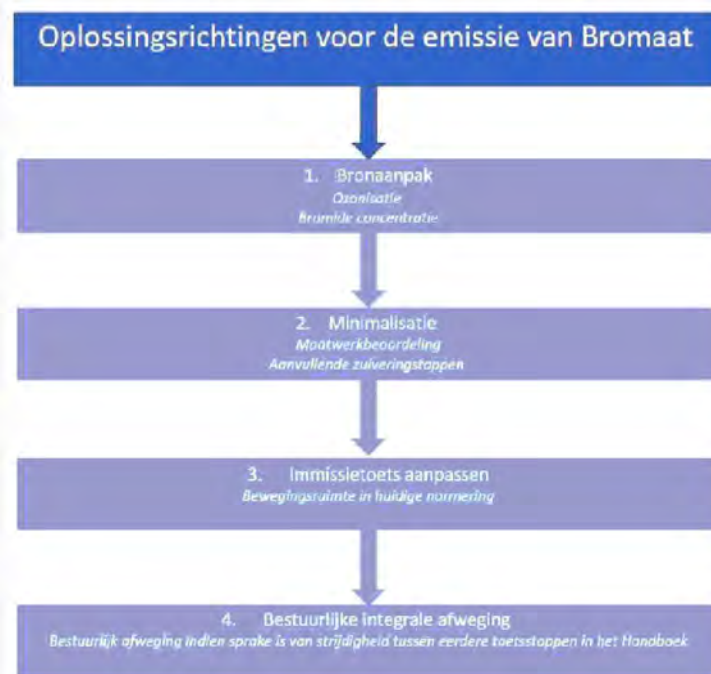 Oplossingsrichtingen voor de emissie van Bromaat
1. Bronaanpak
Ozonisatie
Bromide concentratie
2. Minimalisatie
Maatwerkbeoordeling
Aanvullende zuiveringstappen
3. Immissietoets aanpassen
Bewegingsruimte in huidige normering
4. Bestuurlijke integrale afweging
Bestuurlijk afweging indien sprake is van strijdigheid tussen eerdere toetsstappen in het Handboek